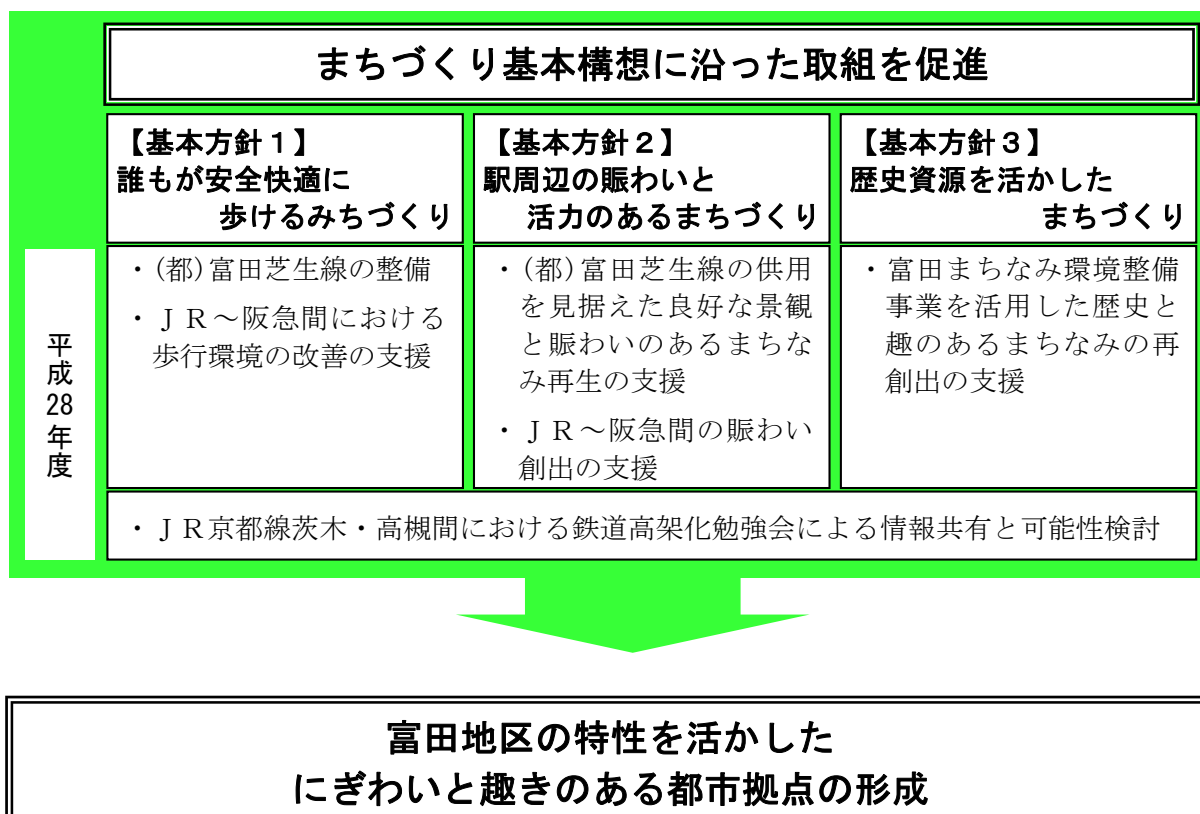 まちづくり基本構想に沿った取組を促進
【基本方針１】
誰もが安全快適に
歩けるみちづくり
【基本方針２】
駅周辺の賑わいと
活力のあるまちづくり
【基本方針３】
歴史資源を活かした
まちづくり
平成28年度
・(都)富田芝生線の整備
・ＪＲ～阪急間における
歩行環境の改善の支援
・(都)富田芝生線の供用
を見据えた良好な景観
と賑わいのあるまちな
み再生の支援
・ＪＲ～阪急間の賑わい
創出の支援
・富田まちなみ環境整備
事業を活用した歴史と
趣のあるまちなみの再
創出の支援
・ＪＲ京都線茨木・高槻間における鉄道高架化勉強会による情報共有と可能性検討
富田地区の特性を活かした
にぎわいと趣きのある都市拠点の形成